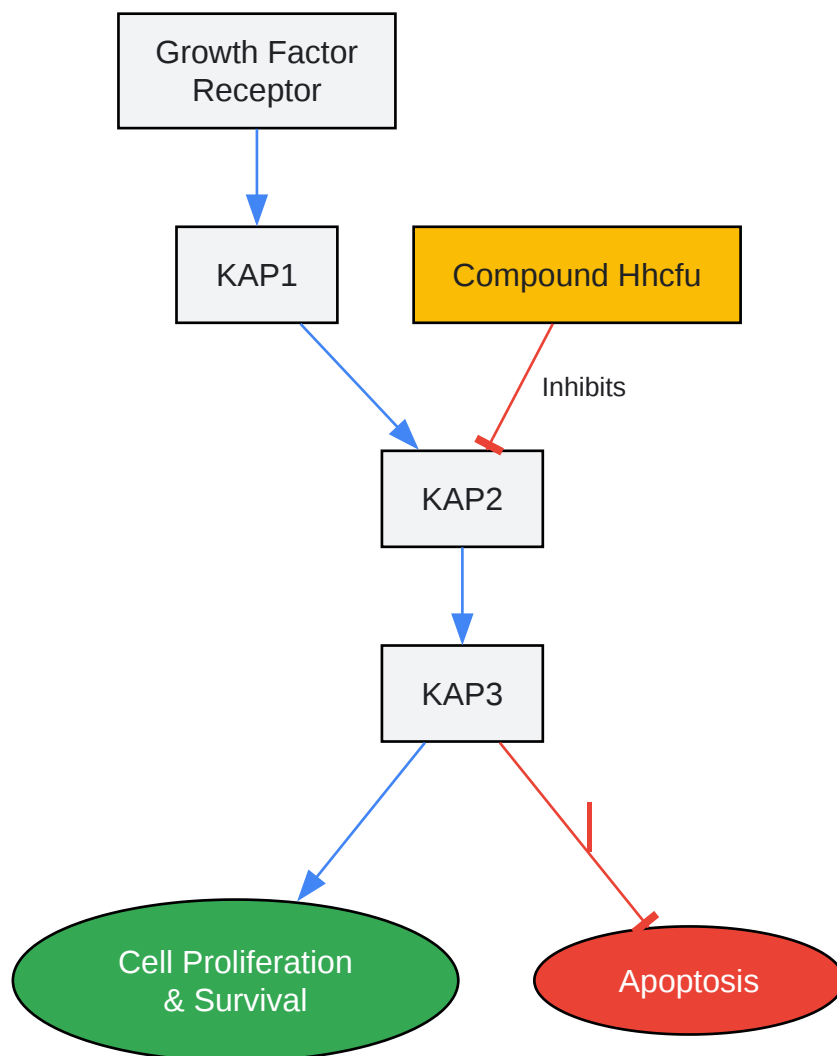 Growth Factor
Receptor
KAP1
Compound Hhcfu
Inhibits
KAP2
KAP3
Cell Proliferation
& Survival
Apoptosis